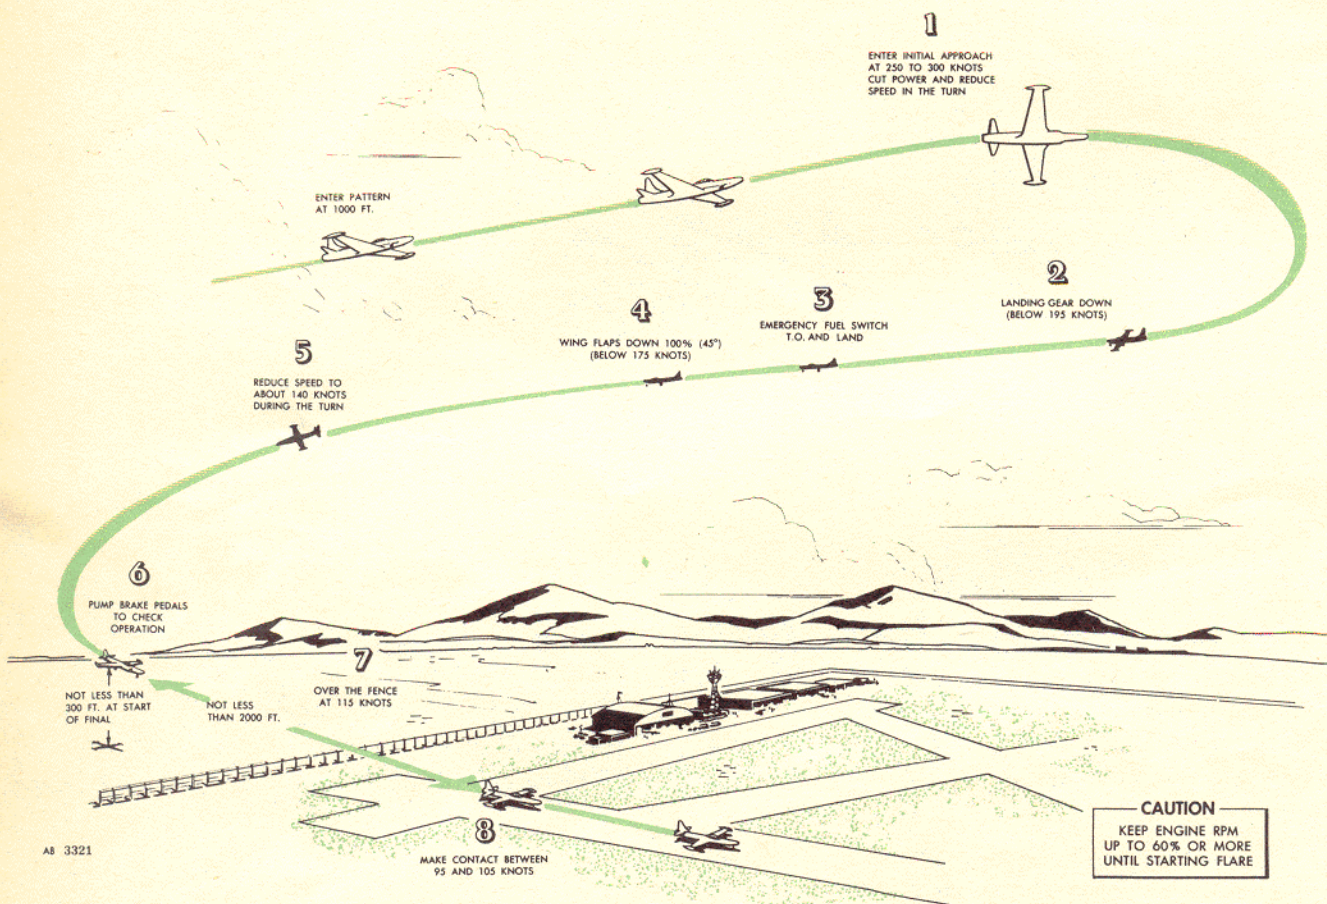 1
ENTER INITIAL APPROACH
AT 250 TO 300 KNOTS
CUT POWER AND REDUCE
SPEED IN THE TURN
ENTER PATTERN
AT 1000 FT.
2
LANDING GEAR DOWN
(BELOW 195 KNOTS)
3
EMERGENCY FUEL SWITCH
T.O. AND LAND
4
WING FLAPS DOWN 100% (45°)
(BELOW 175 KNOTS)
5
REDUCE SPEED TO
ABOUT 140 KNOTS
DURING THE TURN
6
PUMP BRAKE PEDALS
TO CHECK
OPERATION
NOT LESS THAN
300 FT. AT START
OF FINAL
NOT LESS
THAN 2000 FT.
7
OVER THE FENCE
AT 115 KNOTS
8
MAKE CONTACT BETWEEN
95 AND 105 KNOTS
CAUTION
KEEP ENGINE RPM
UP TO 60% OR MORE
UNTIL STARTING FLARE
AB 3321